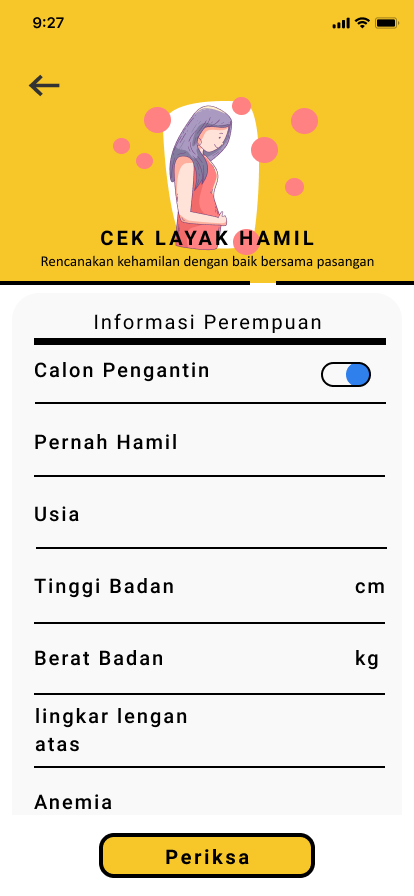 9:27
CEK LAYAK HAMIL
Rencanakan kehamilan dengan baik bersama pasangan
Informasi Perempuan
Calon Pengantin
Pernah Hamil
Usia
Tinggi Badan cm
Berat Badan kg
lingkar lengan
atas
Anemia
Periksa